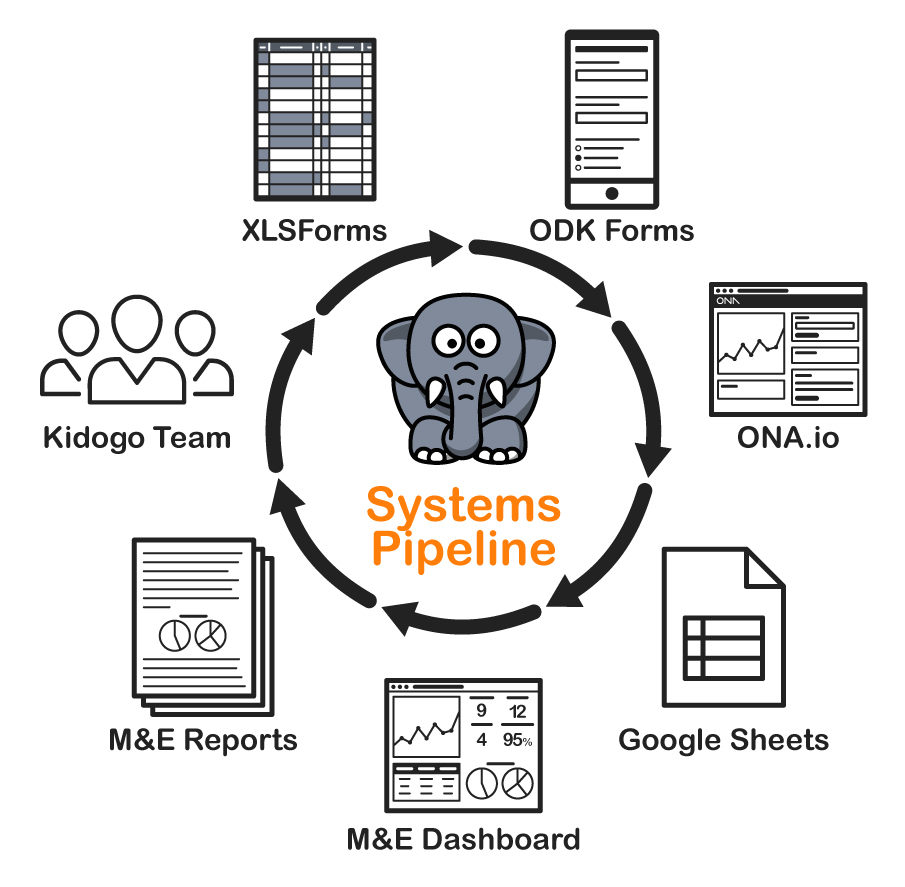 XLSForms
ODK Forms
ONA
ONA.io
Kidogo Team
Systems
Pipeline
M&E Reports
9 12
4 95%
M&E Dashboard
Google Sheets